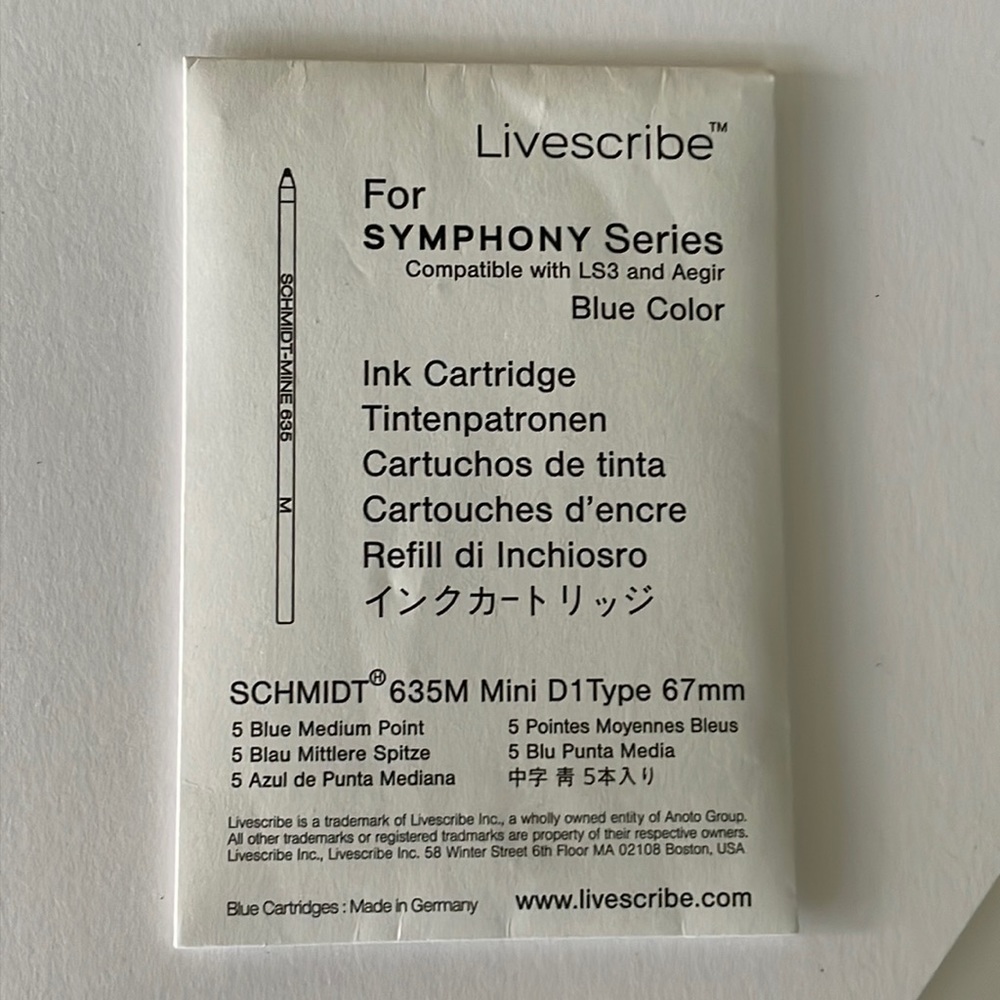 Livescribe™
For
SYMPHONY Series
Compatible with LS3 and Aegir
Blue Color
SCHMIDT-MINE 635 M
Ink Cartridge
Tintenpatronen
Cartuchos de tinta
Cartouches d'encre
Refill di Inchiosro
インクカートリッジ
SCHMIDT®635M Mini D1Type 67mm
5 Blue Medium Point
5 Blau Mittlere Spitze
5 Azul de Punta Mediana
5 Pointes Moyennes Bleus
5 Blu Punta Media
中字 青 5本入り
Livescribe is a trademark of Livescribe Inc., a wholly owned entity of Anoto Group.
All other trademarks or registered tradmarks are property of their respective owners.
Livescribe Inc., Livescribe Inc. 58 Winter Street 6th Floor MA 02108 Boston, USA
Blue Cartridges : Made in Germany
www.livescribe.com